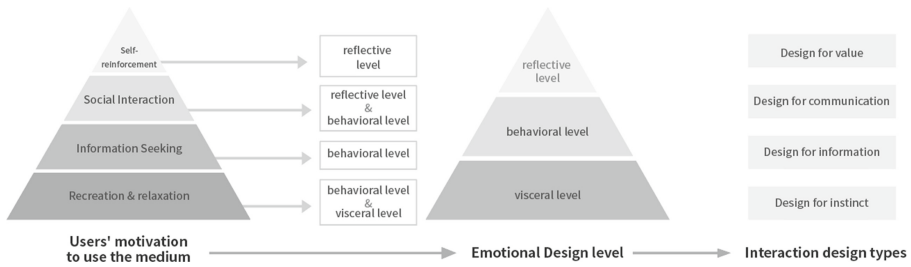 Self-
reinforcement
Social Interaction
Information Seeking
Recreation & relaxation
reflective
level
reflective level
&
behavioral level
behavioral level
behavioral level
&
visceral level
reflective
level
behavioral level
visceral level
Design for value
Design for communication
Design for information
Design for instinct
Users' motivation
to use the medium
Emotional Design level
Interaction design types